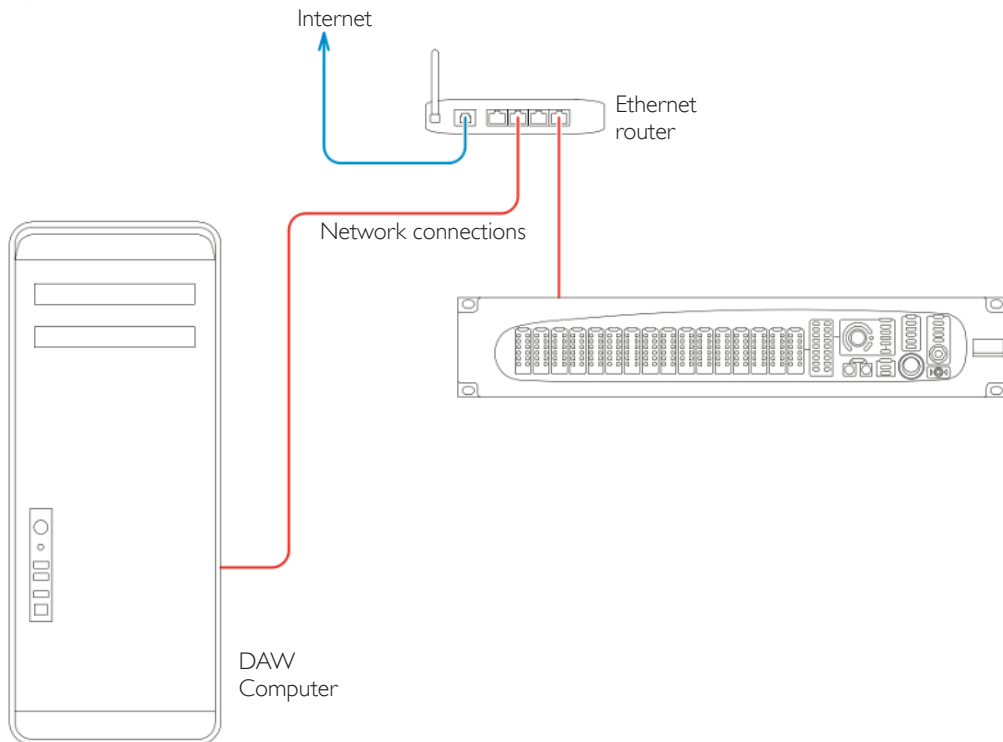 Internet
Ethernet
router
Network connections
DAW
Computer